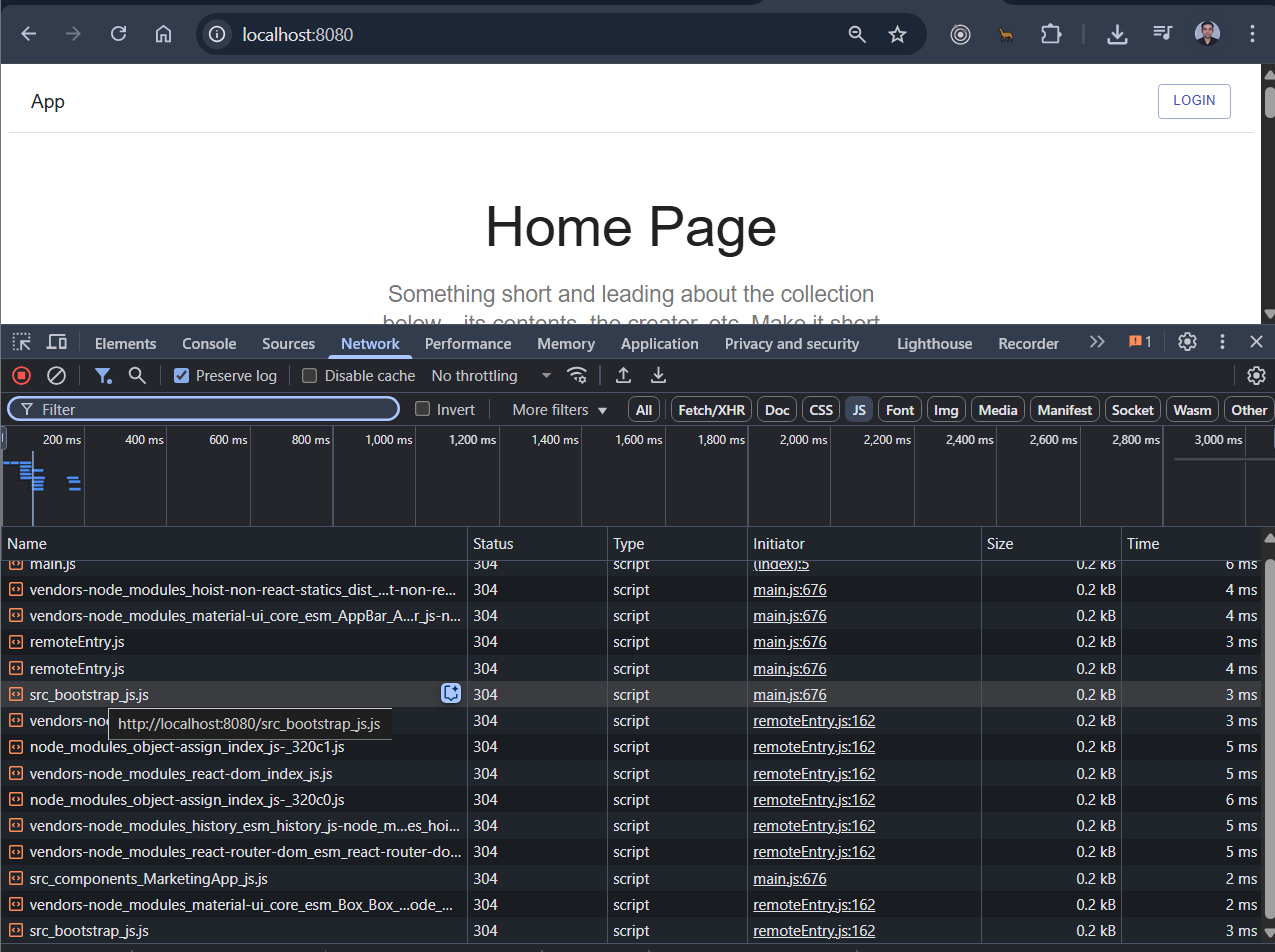 localhost:8080
App LOGIN
Home Page
Something short and leading about the collection
below—its contents, the creator, etc. Make it short
Elements Console Sources Network Performance Memory Application Privacy and security Lighthouse Recorder 1
Preserve log Disable cache No throttling
Filter Invert More filters All Fetch/XHR Doc CSS JS Font Img Media Manifest Socket Wasm Other
200 ms 400 ms 600 ms 800 ms 1,000 ms 1,200 ms 1,400 ms 1,600 ms 1,800 ms 2,000 ms 2,200 ms 2,400 ms 2,600 ms 2,800 ms 3,000 ms
Name Status Type Initiator Size Time
main.js 304 script (index):5 0.2 kB 6 ms
vendors-node_modules_hoist-non-react-statics_dist_...t-non-re... 304 script main.js:676 0.2 kB 4 ms
vendors-node_modules_material-ui_core_esm_AppBar_A...r_js-n... 304 script main.js:676 0.2 kB 4 ms
remoteEntry.js 304 script main.js:676 0.2 kB 3 ms
remoteEntry.js 304 script main.js:676 0.2 kB 4 ms
src_bootstrap_js.js 304 script main.js:676 0.2 kB 3 ms
vendors-no 304 script remoteEntry.js:162 0.2 kB 3 ms
http://localhost:8080/src_bootstrap_js.js
node_modules_object-assign_index_js-_320c1.js 304 script remoteEntry.js:162 0.2 kB 5 ms
vendors-node_modules_react-dom_index_js.js 304 script remoteEntry.js:162 0.2 kB 5 ms
node_modules_object-assign_index_js-_320c0.js 304 script remoteEntry.js:162 0.2 kB 6 ms
vendors-node_modules_history_esm_history_js-node_m...es_hoi... 304 script remoteEntry.js:162 0.2 kB 5 ms
vendors-node_modules_react-router-dom_esm_react-router-do... 304 script remoteEntry.js:162 0.2 kB 5 ms
src_components_MarketingApp_js.js 304 script main.js:676 0.2 kB 2 ms
vendors-node_modules_material-ui_core_esm_Box_Box_...ode_... 304 script remoteEntry.js:162 0.2 kB 2 ms
src_bootstrap_js.js 304 script remoteEntry.js:162 0.2 kB 3 ms